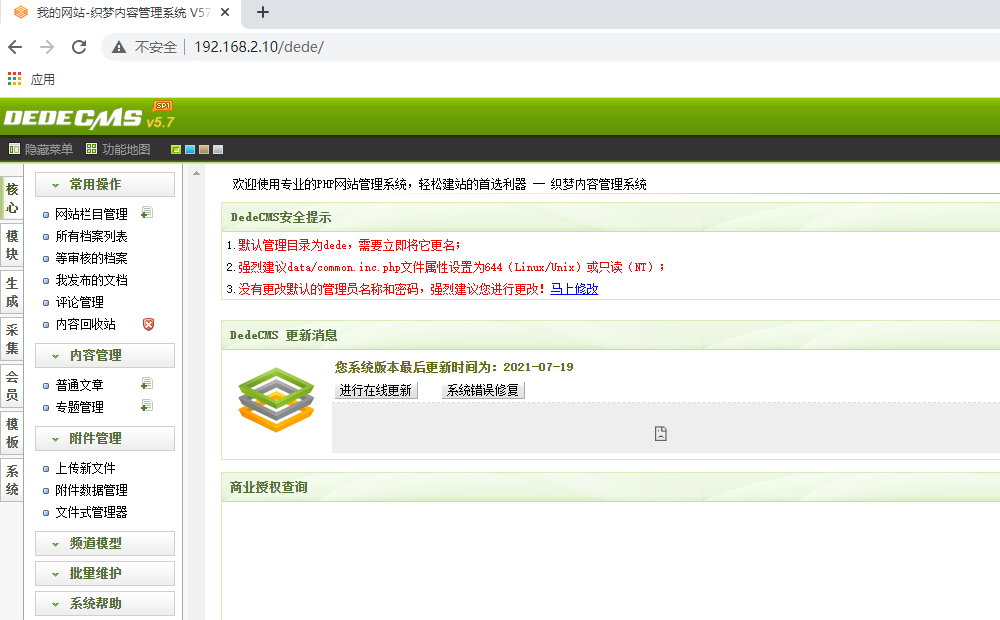 我的网站-织梦内容管理系统 V57
不安全 192.168.2.10/dede/
应用
DEDECMS v5.7 SP1
隐藏菜单 功能地图
核心
模块
生成
采集
会员
模板
系统
常用操作
网站栏目管理
所有档案列表
等审核的档案
我发布的文档
评论管理
内容回收站
内容管理
普通文章
专题管理
附件管理
上传新文件
附件数据管理
文件式管理器
频道模型
批量维护
系统帮助
欢迎使用专业的PHP网站管理系统，轻松建站的首选利器 — 织梦内容管理系统
DedeCMS安全提示
1.默认管理目录为dede，需要立即将它更名；
2.强烈建议data/common.inc.php文件属性设置为644（Linux/Unix）或只读（NT）；
3.没有更改默认的管理员名称和密码，强烈建议您进行更改！马上修改
DedeCMS 更新消息
您系统版本最后更新时间为：2021-07-19
进行在线更新 系统错误修复
商业授权查询